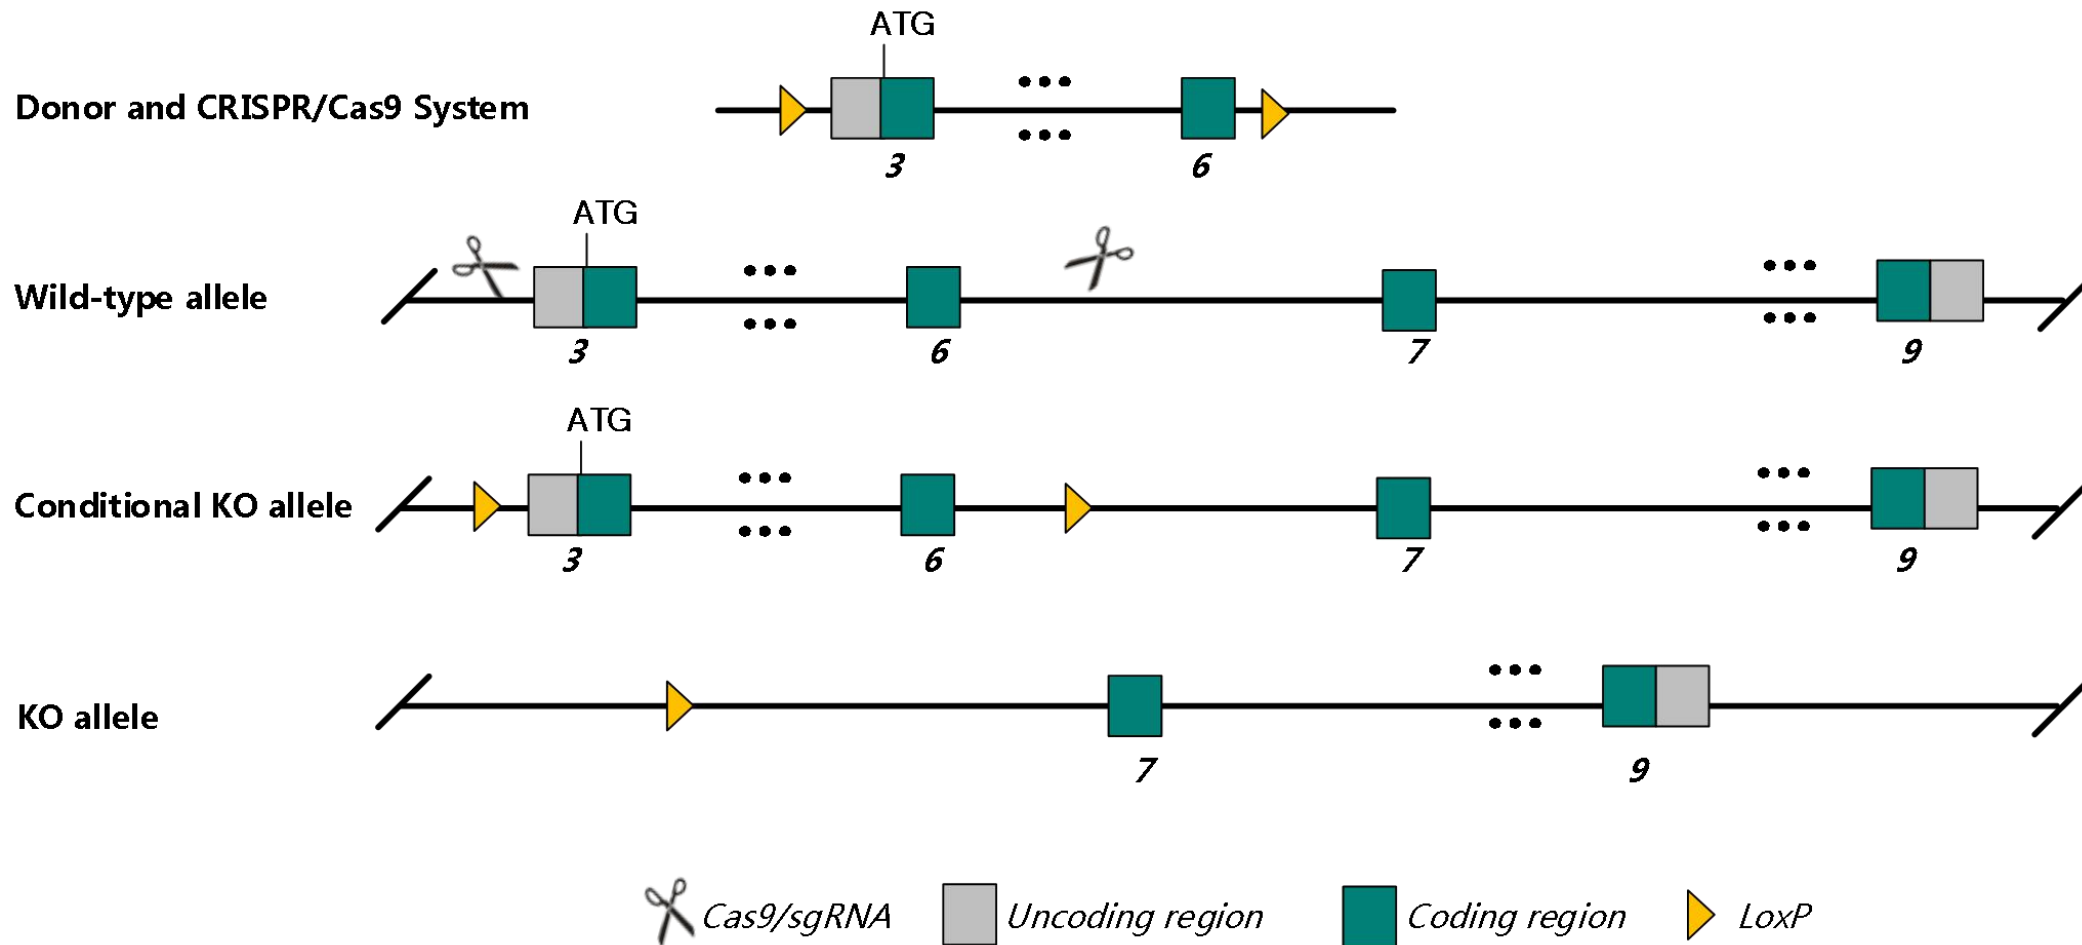 ATG
Donor and CRISPR/Cas9 System
3 6
ATG
Wild-type allele
3 6 7 9
ATG
Conditional KO allele
3 6 7 9
KO allele
7 9
Cas9/sgRNA Uncoding region Coding region LoxP